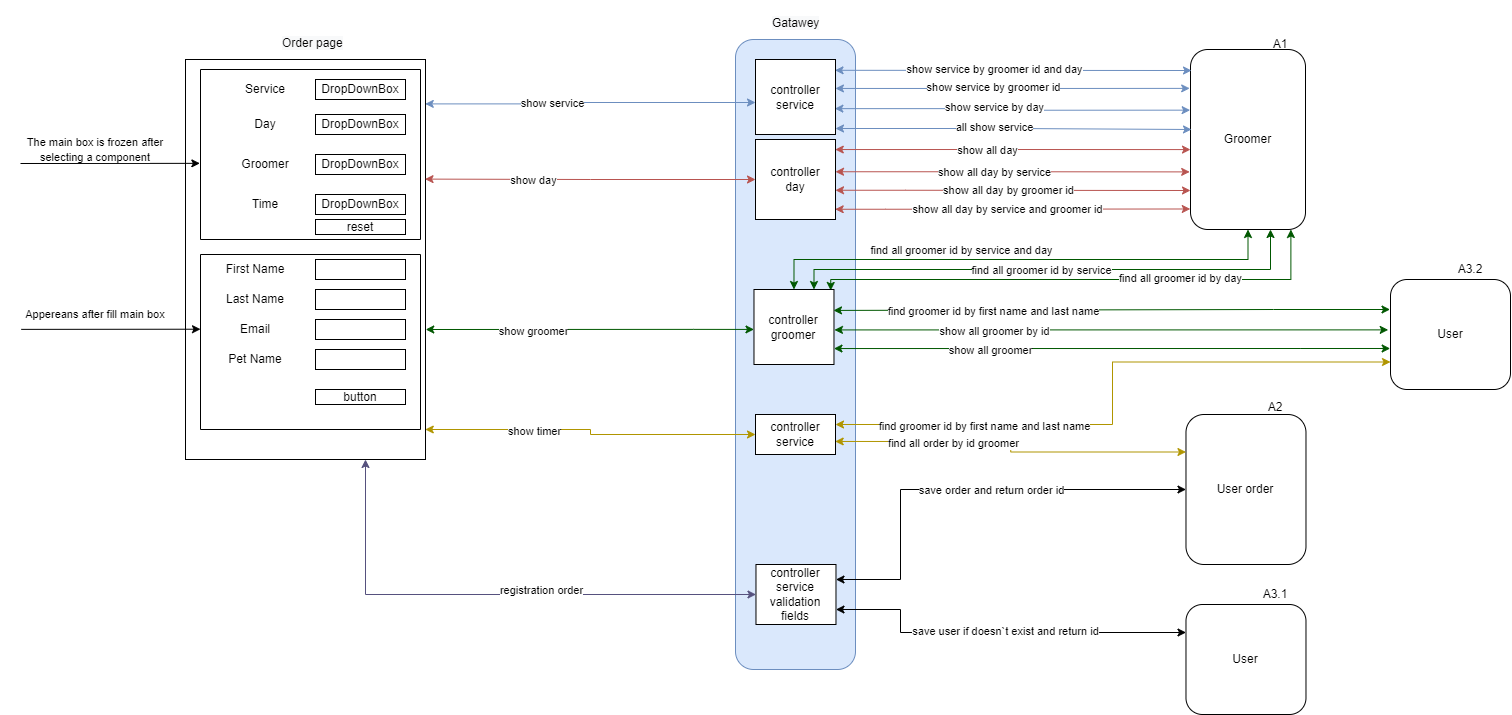 Gatawey
Order page
A1
Service
DropDownBox
Day
DropDownBox
Groomer
DropDownBox
Time
DropDownBox
reset
The main box is frozen after
selecting a component
First Name
Last Name
Email
Pet Name
button
Appereans after fill main box
show service
show day
show groomer
show timer
registration order
controller
service
controller
day
controller
groomer
controller
service
controller
service
validation
fields
show service by groomer id and day
show service by groomer id
show service by day
all show service
show all day
show all day by service
show all day by groomer id
show all day by service and groomer id
Groomer
find all groomer id by service and day
find all groomer id by service
find all groomer id by day
A3.2
find groomer id by first name and last name
show all groomer by id
show all groomer
User
find groomer id by first name and last name
find all order by id groomer
A2
save order and return order id
User order
A3.1
save user if doesn`t exist and return id
User